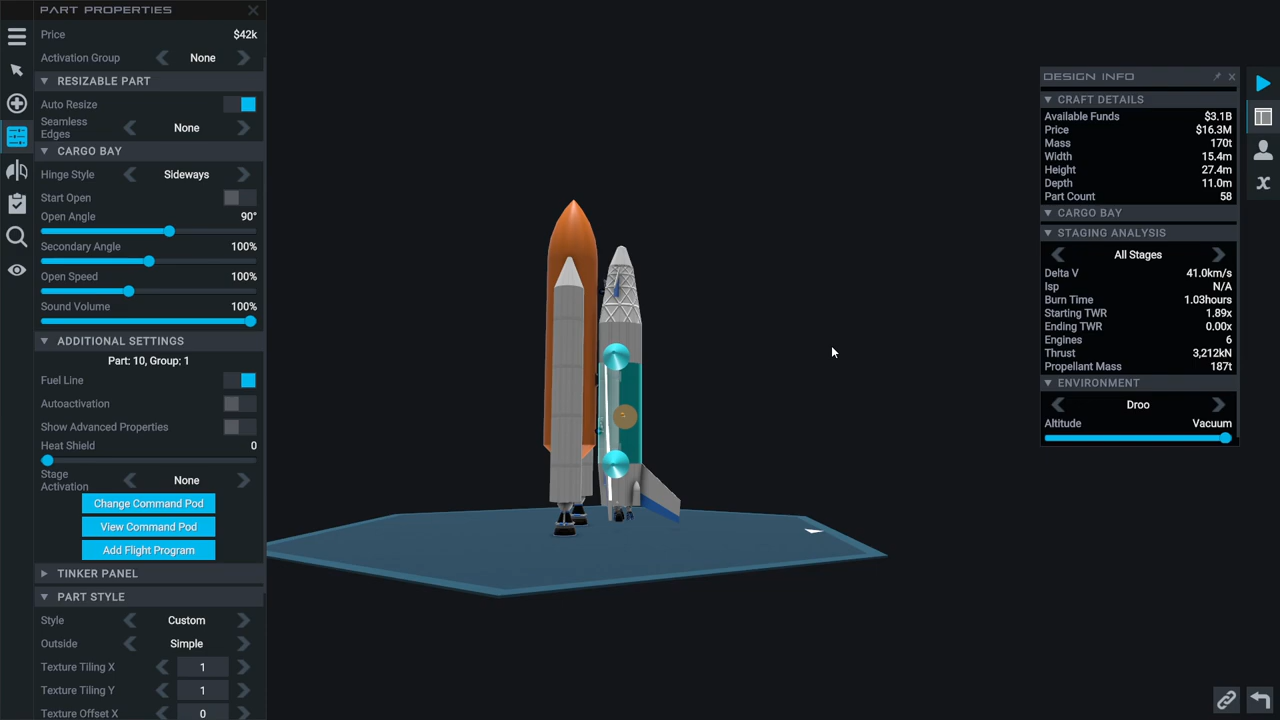 PART PROPERTIES
Price $42k
Activation Group None
RESIZABLE PART
Auto Resize
Seamless Edges None
CARGO BAY
Hinge Style Sideways
Start Open
Open Angle 90°
Secondary Angle 100%
Open Speed 100%
Sound Volume 100%
ADDITIONAL SETTINGS
Part: 10, Group: 1
Fuel Line
Autoactivation
Show Advanced Properties
Heat Shield 0
Stage Activation None
Change Command Pod
View Command Pod
Add Flight Program
TINKER PANEL
PART STYLE
Style Custom
Outside Simple
Texture Tiling X 1
Texture Tiling Y 1
Texture Offset X 0
DESIGN INFO
CRAFT DETAILS
Available Funds $3.1B
Price $16.3M
Mass 170t
Width 15.4m
Height 27.4m
Depth 11.0m
Part Count 58
CARGO BAY
STAGING ANALYSIS
All Stages
Delta V 41.0km/s
Isp N/A
Burn Time 1.03hours
Starting TWR 1.89x
Ending TWR 0.00x
Engines 6
Thrust 3,212kN
Propellant Mass 187t
ENVIRONMENT
Droo
Altitude Vacuum